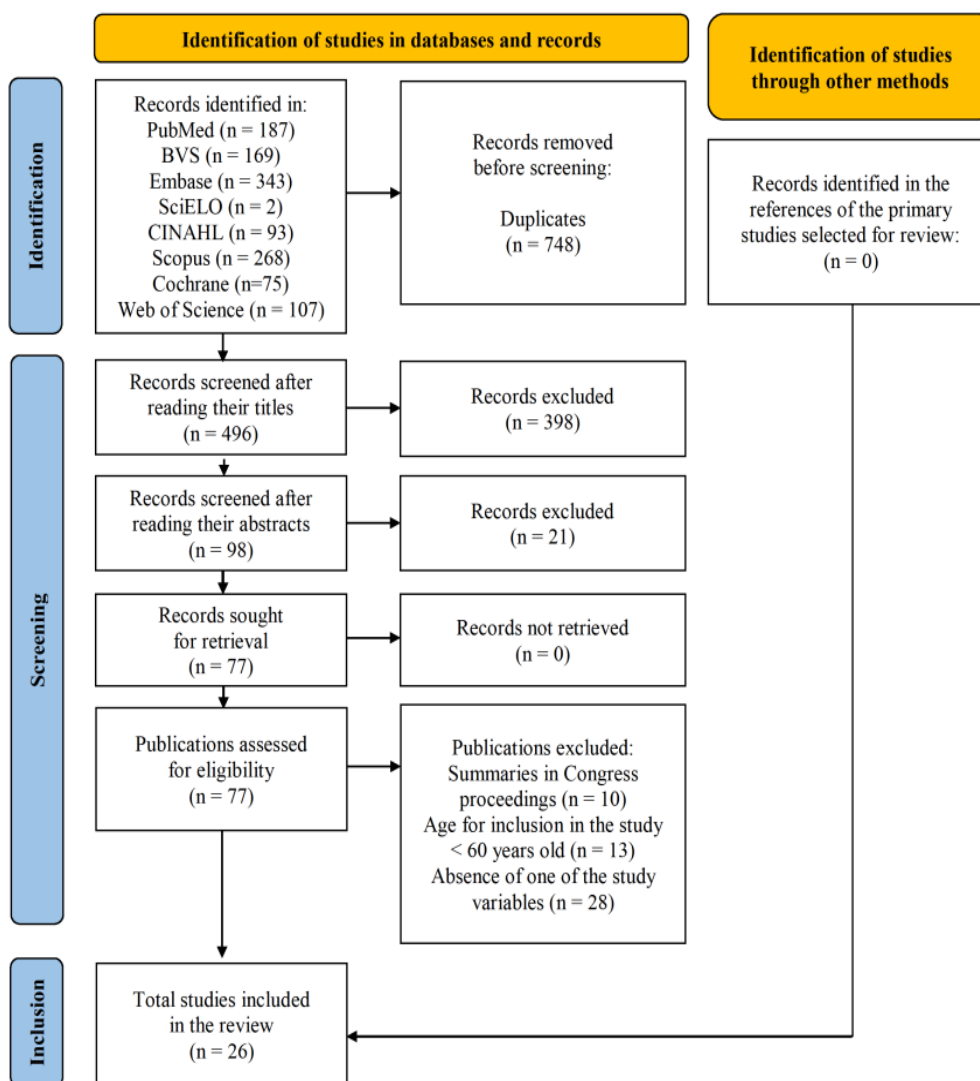 Identification of studies in databases and records
Identification of studies
through other methods
Identification
Records identified in:
PubMed (n = 187)
BVS (n = 169)
Embase (n = 343)
SciELO (n = 2)
CINAHL (n = 93)
Scopus (n = 268)
Cochrane (n=75)
Web of Science (n = 107)
Records removed
before screening:
Duplicates
(n = 748)
Records identified in the
references of the primary
studies selected for review:
(n = 0)
Screening
Records screened after
reading their titles
(n = 496)
Records excluded
(n = 398)
Records screened after
reading their abstracts
(n = 98)
Records excluded
(n = 21)
Records sought
for retrieval
(n = 77)
Records not retrieved
(n = 0)
Publications assessed
for eligibility
(n = 77)
Publications excluded:
Summaries in Congress
proceedings (n = 10)
Age for inclusion in the study
< 60 years old (n = 13)
Absence of one of the study
variables (n = 28)
Inclusion
Total studies included
in the review
(n = 26)